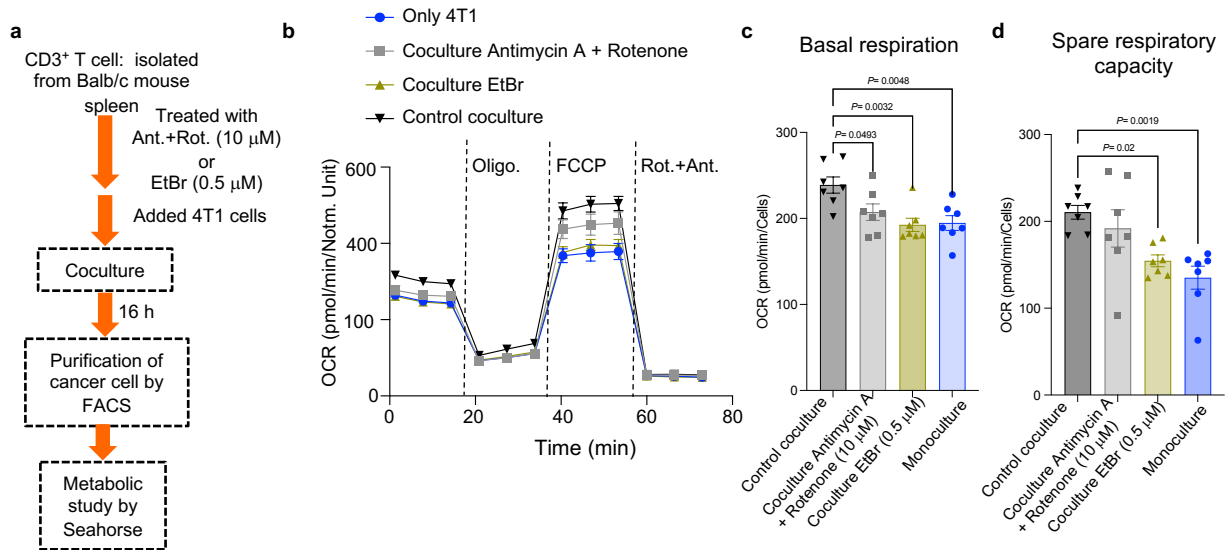 a
CD3+ T cell: isolated
from Balb/c mouse
spleen
Treated with
Ant.+Rot. (10 μM)
or
EtBr (0.5 μM)
Added 4T1 cells
Coculture
16 h
Purification of
cancer cell by
FACS
Metabolic
study by
Seahorse
b
Only 4T1
Coculture Antimycin A + Rotenone
Coculture EtBr
Control coculture
Oligo.
FCCP
Rot.+Ant.
OCR (pmol/min/Notm. Unit)
600
400
100
0
0
20
40
60
80
Time (min)
c
Basal respiration
P= 0.0048
P= 0.0032
P= 0.0493
OCR (pmol/min/Cells)
300
200
100
0
Control coculture
Coculture Antimycin A
+ Rotenone (10 μM)
Coculture EtBr (0.5 μM)
Monoculture
d
Spare respiratory
capacity
P= 0.0019
P= 0.02
OCR (pmol/min/Cells)
300
200
100
0
Control coculture
Coculture Antimycin A
+ Rotenone (10 μM)
Coculture EtBr (0.5 μM)
Monoculture